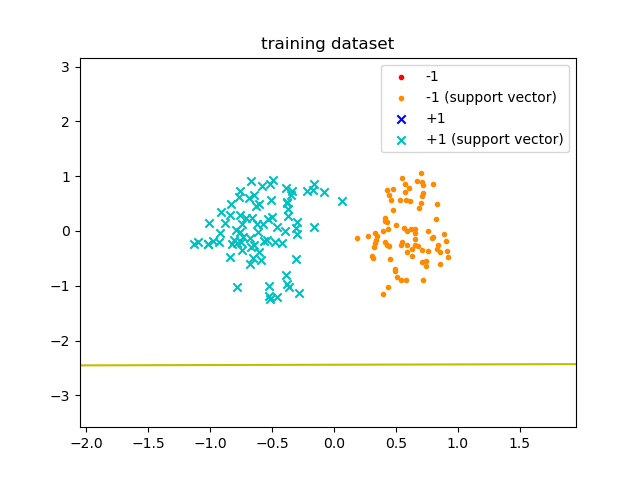 training dataset
-1
-1 (support vector)
+1
+1 (support vector)
3
2
1
0
−1
−2
−3
−2.0 −1.5 −1.0 −0.5 0.0 0.5 1.0 1.5